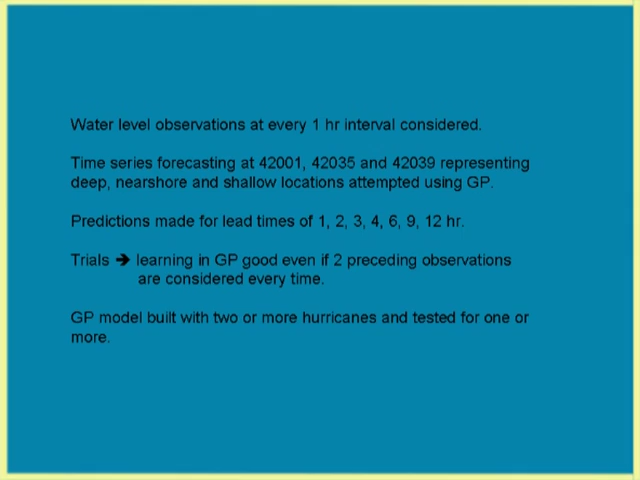 Water level observations at every 1 hr interval considered.
Time series forecasting at 42001, 42035 and 42039 representing
deep, nearshore and shallow locations attempted using GP.
Predictions made for lead times of 1, 2, 3, 4, 6, 9, 12 hr.
Trials ➔ learning in GP good even if 2 preceding observations
are considered every time.
GP model built with two or more hurricanes and tested for one or
more.